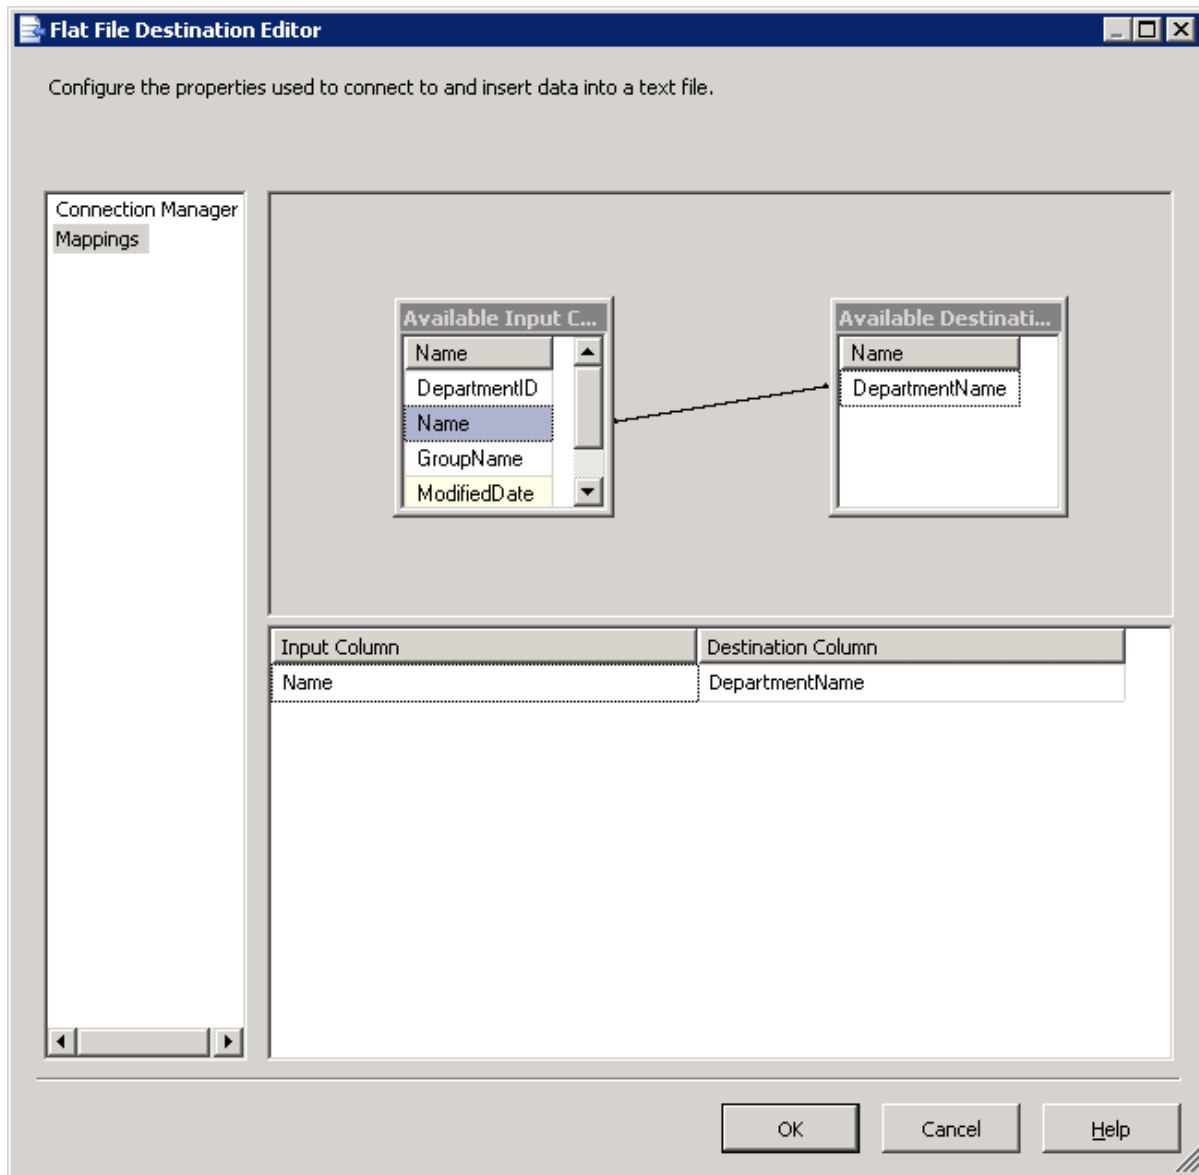 Flat File Destination Editor
Configure the properties used to connect to and insert data into a text file.
Connection Manager
Mappings
Available Input C...
Name
DepartmentID
Name
GroupName
ModifiedDate
Available Destinati...
Name
DepartmentName
Input Column Destination Column
Name DepartmentName
OK Cancel Help